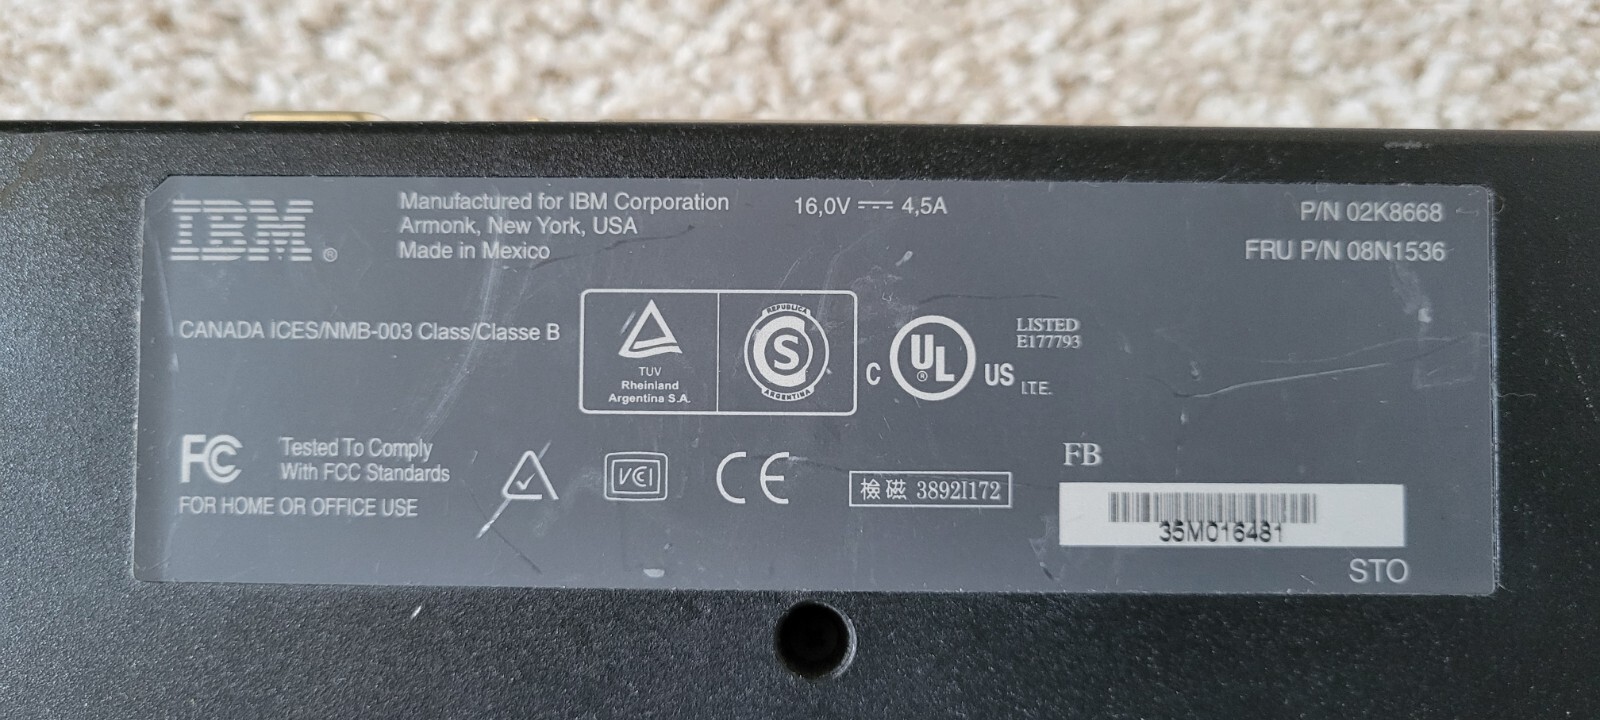 IBM ®
Manufactured for IBM Corporation
Armonk, New York, USA
Made in Mexico
16,0V ⎓ 4,5A
P/N 02K8668
FRU P/N 08N1536
CANADA ICES/NMB-003 Class/Classe B
TUV
Rheinland
Argentina S.A.
REPUBLICA
S
ARGENTINA
C UL ® US
LISTED
E177793
I.T.E.
FC
Tested To Comply
With FCC Standards
FOR HOME OR OFFICE USE
VCI
CE
檢磁 3892I172
FB
35M016481
STO